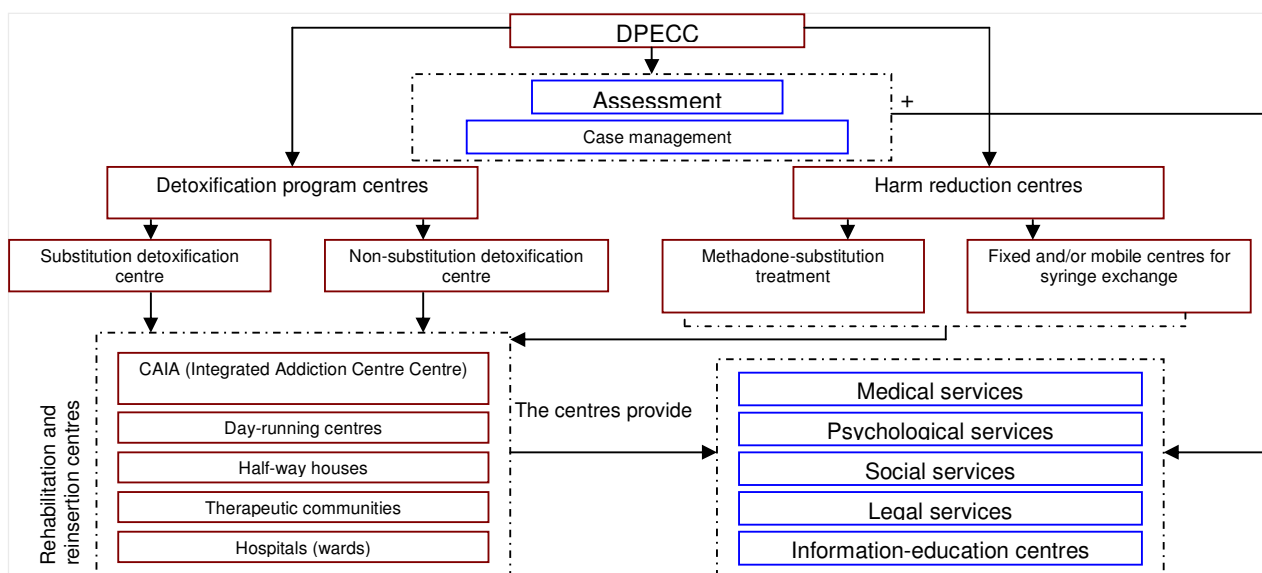 DPECC
Assessment
+
Case management
Detoxification program centres
Harm reduction centres
Substitution detoxification
centre
Non-substitution detoxification
centre
Methadone-substitution
treatment
Fixed and/or mobile centres for
syringe exchange
Rehabilitation and
reinsertion centres
CAIA (Integrated Addiction Centre Centre)
Day-running centres
Half-way houses
Therapeutic communities
Hospitals (wards)
The centres provide
Medical services
Psychological services
Social services
Legal services
Information-education centres